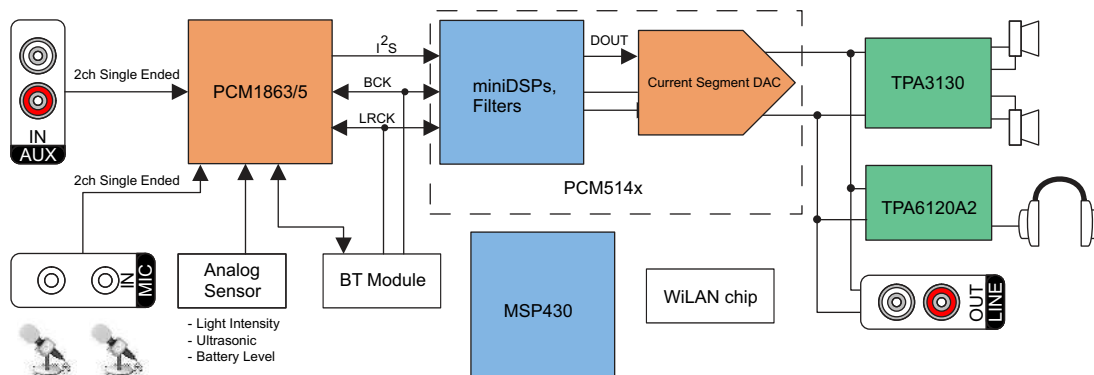 2ch Single Ended
IN
AUX
PCM1863/5
I2S
BCK
LRCK
miniDSPs,
Filters
DOUT
Current Segment DAC
PCM514x
TPA3130
TPA6120A2
2ch Single Ended
IN
MIC
Analog
Sensor
- Light Intensity
- Ultrasonic
- Battery Level
BT Module
MSP430
WiLAN chip
OUT
LINE